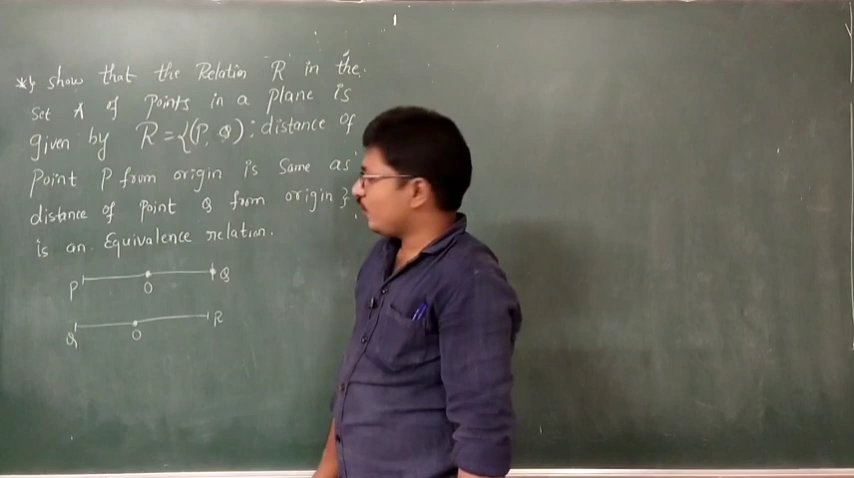 *} show that the Relation R in the
set A of points in a plane is
given by R = {(P, Q) : distance of
point P from origin is same as
distance of point Q from origin}
is an Equivalence relation.
P O Q
Q O R